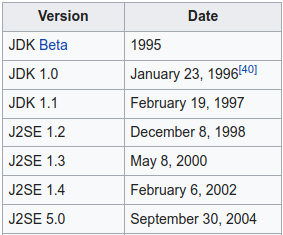 Version Date
JDK Beta 1995
JDK 1.0 January 23, 1996[40]
JDK 1.1 February 19, 1997
J2SE 1.2 December 8, 1998
J2SE 1.3 May 8, 2000
J2SE 1.4 February 6, 2002
J2SE 5.0 September 30, 2004